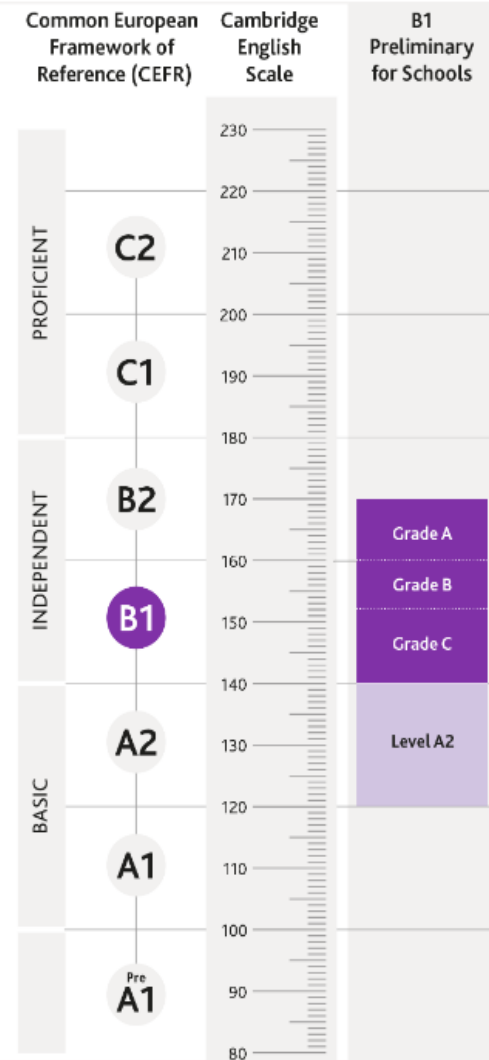 Common European
Framework of
Reference (CEFR)
Cambridge
English
Scale
B1
Preliminary
for Schools
PROFICIENT
INDEPENDENT
BASIC
C2
C1
B2
B1
A2
A1
Pre
A1
230
220
210
200
190
180
170
160
150
140
130
120
110
100
90
80
Grade A
Grade B
Grade C
Level A2